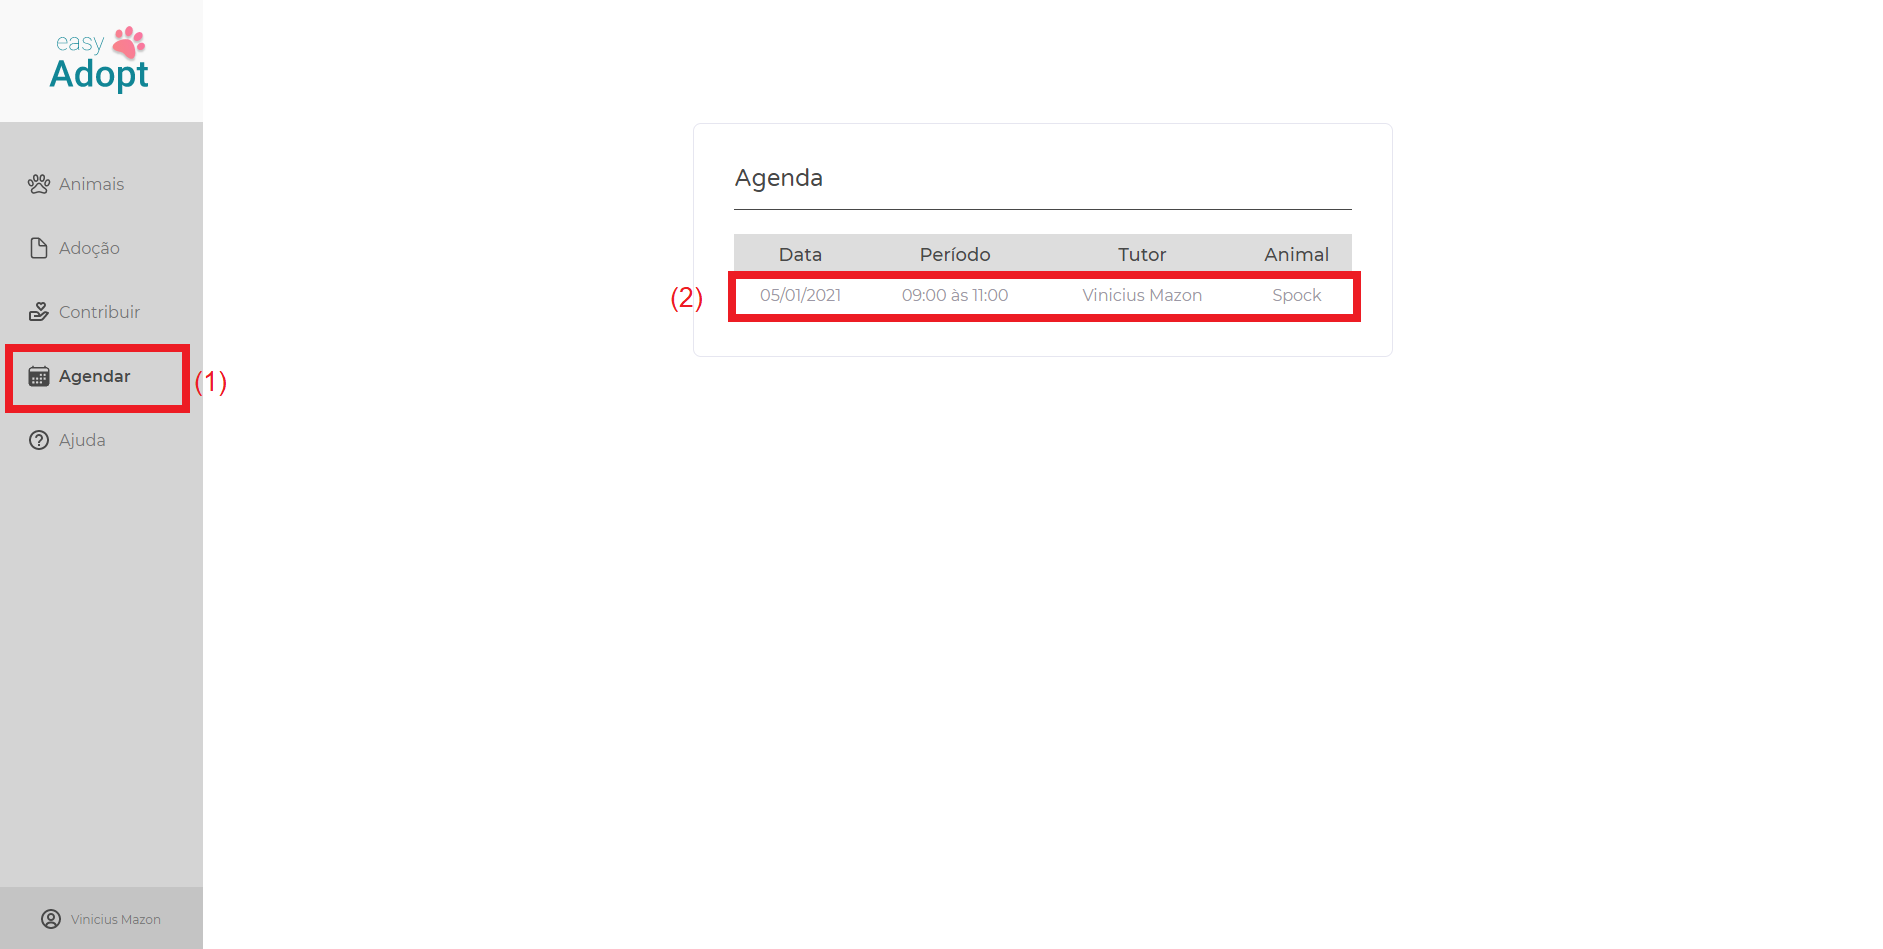 easy
Adopt
Animais
Adoção
Contribuir
Agendar
(1)
Ajuda
Vinicius Mazon
Agenda
Data Período Tutor Animal
(2) 05/01/2021 09:00 às 11:00 Vinicius Mazon Spock